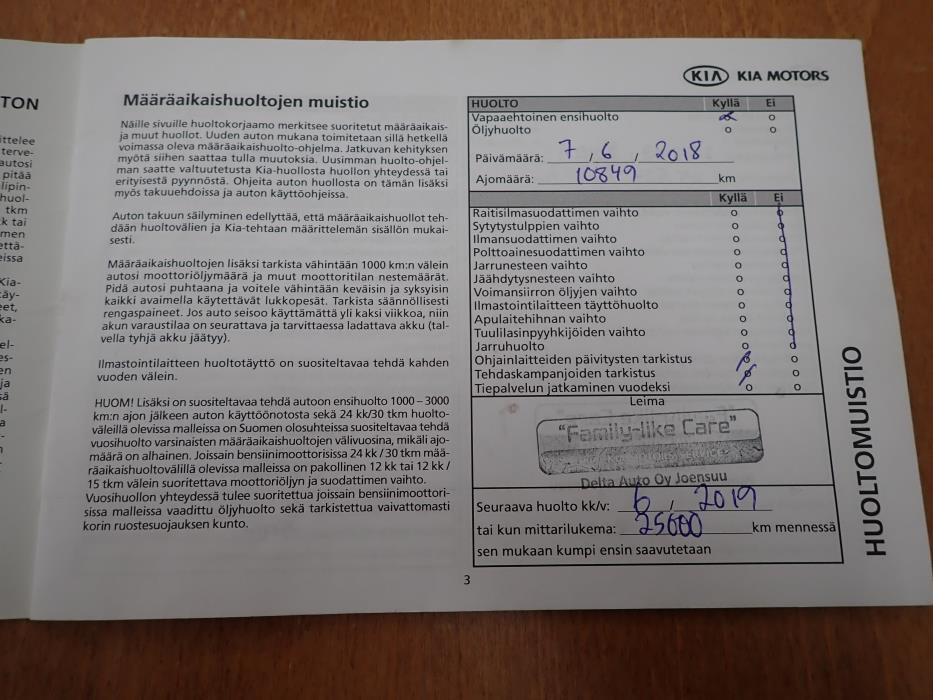 TON
ittelee
terve-
autosi
pitää
lipin-
huol-
tkm
k tai
men
että-
eissa
Kia-
käy-
eet,
ka-
el-
es-
en
ja
sä
l-
a
-
Määräaikaishuoltojen muistio
Näille sivuille huoltokorjaamo merkitsee suoritetut määräaikais-
ja muut huollot. Uuden auton mukana toimitetaan sillä hetkellä
voimassa oleva määräaikaishuolto-ohjelma. Jatkuvan kehityksen
myötä siihen saattaa tulla muutoksia. Uusimman huolto-ohjel-
man saatte valtuutetusta Kia-huollosta huollon yhteydessä tai
erityisestä pyynnöstä. Ohjeita auton huollosta on tämän lisäksi
myös takuuehdoissa ja auton käyttöohjeissa.
Auton takuun säilyminen edellyttää, että määräaikaishuollot teh-
dään huoltovälien ja Kia-tehtaan määrittelemän sisällön mukai-
sesti.
Määräaikaishuoltojen lisäksi tarkista vähintään 1000 km:n välein
autosi moottoriöljymäärä ja muut moottoritilan nestemäärät.
Pidä autosi puhtaana ja voitele vähintään keväisin ja syksyisin
kaikki avaimella käytettävät lukkopesät. Tarkista säännöllisesti
rengaspaineet. Jos auto seisoo käyttämättä yli kaksi viikkoa, niin
akun varaustilaa on seurattava ja tarvittaessa ladattava akku (tal-
vella tyhjä akku jäätyy).
Ilmastointilaitteen huoltotäyttö on suositeltavaa tehdä kahden
vuoden välein.
HUOM! Lisäksi on suositeltavaa tehdä autoon ensihuolto 1000 – 3000
km:n ajon jälkeen auton käyttöönotosta sekä 24 kk/30 tkm huolto-
väleillä olevissa malleissa on Suomen olosuhteissa suositeltavaa tehdä
vuosihuolto varsinaisten määräaikaishuoltojen välivuosina, mikäli ajo-
määrä on alhainen. Joissain bensiinimoottorisissa 24 kk / 30 tkm mää-
räaikaishuoltovälillä olevissa malleissa on pakollinen 12 kk tai 12 kk /
15 tkm välein suoritettava moottoriöljyn ja suodattimen vaihto.
Vuosihuollon yhteydessä tulee suoritettua joissain bensiinimoottori-
sissa malleissa vaadittu öljyhuolto sekä tarkistettua vaivattomasti
korin ruostesuojauksen kunto.
KIA KIA MOTORS
HUOLTO Kyllä Ei
Vapaaehtoinen ensihuolto
Öljyhuolto
Päivämäärä: 7 , 6 , 2018
Ajomäärä: 10849 km
Kyllä Ei
Raitisilmasuodattimen vaihto
Sytytystulppien vaihto
Ilmansuodattimen vaihto
Polttoainesuodattimen vaihto
Jarrunesteen vaihto
Jäähdytysnesteen vaihto
Voimansiirron öljyjen vaihto
Ilmastointilaitteen täyttöhuolto
Apulaitehihnan vaihto
Tuulilasinpyyhkijöiden vaihto
Jarruhuolto
Ohjainlaitteiden päivitysten tarkistus
Tehdaskampanjoiden tarkistus
Tiepalvelun jatkaminen vuodeksi
Leima
"Family-like Care"
Delta Auto Oy Joensuu
Seuraava huolto kk/v: 6 / 2019
tai kun mittarilukema: 25600 km mennessä
sen mukaan kumpi ensin saavutetaan
HUOLTOMUISTIO
3